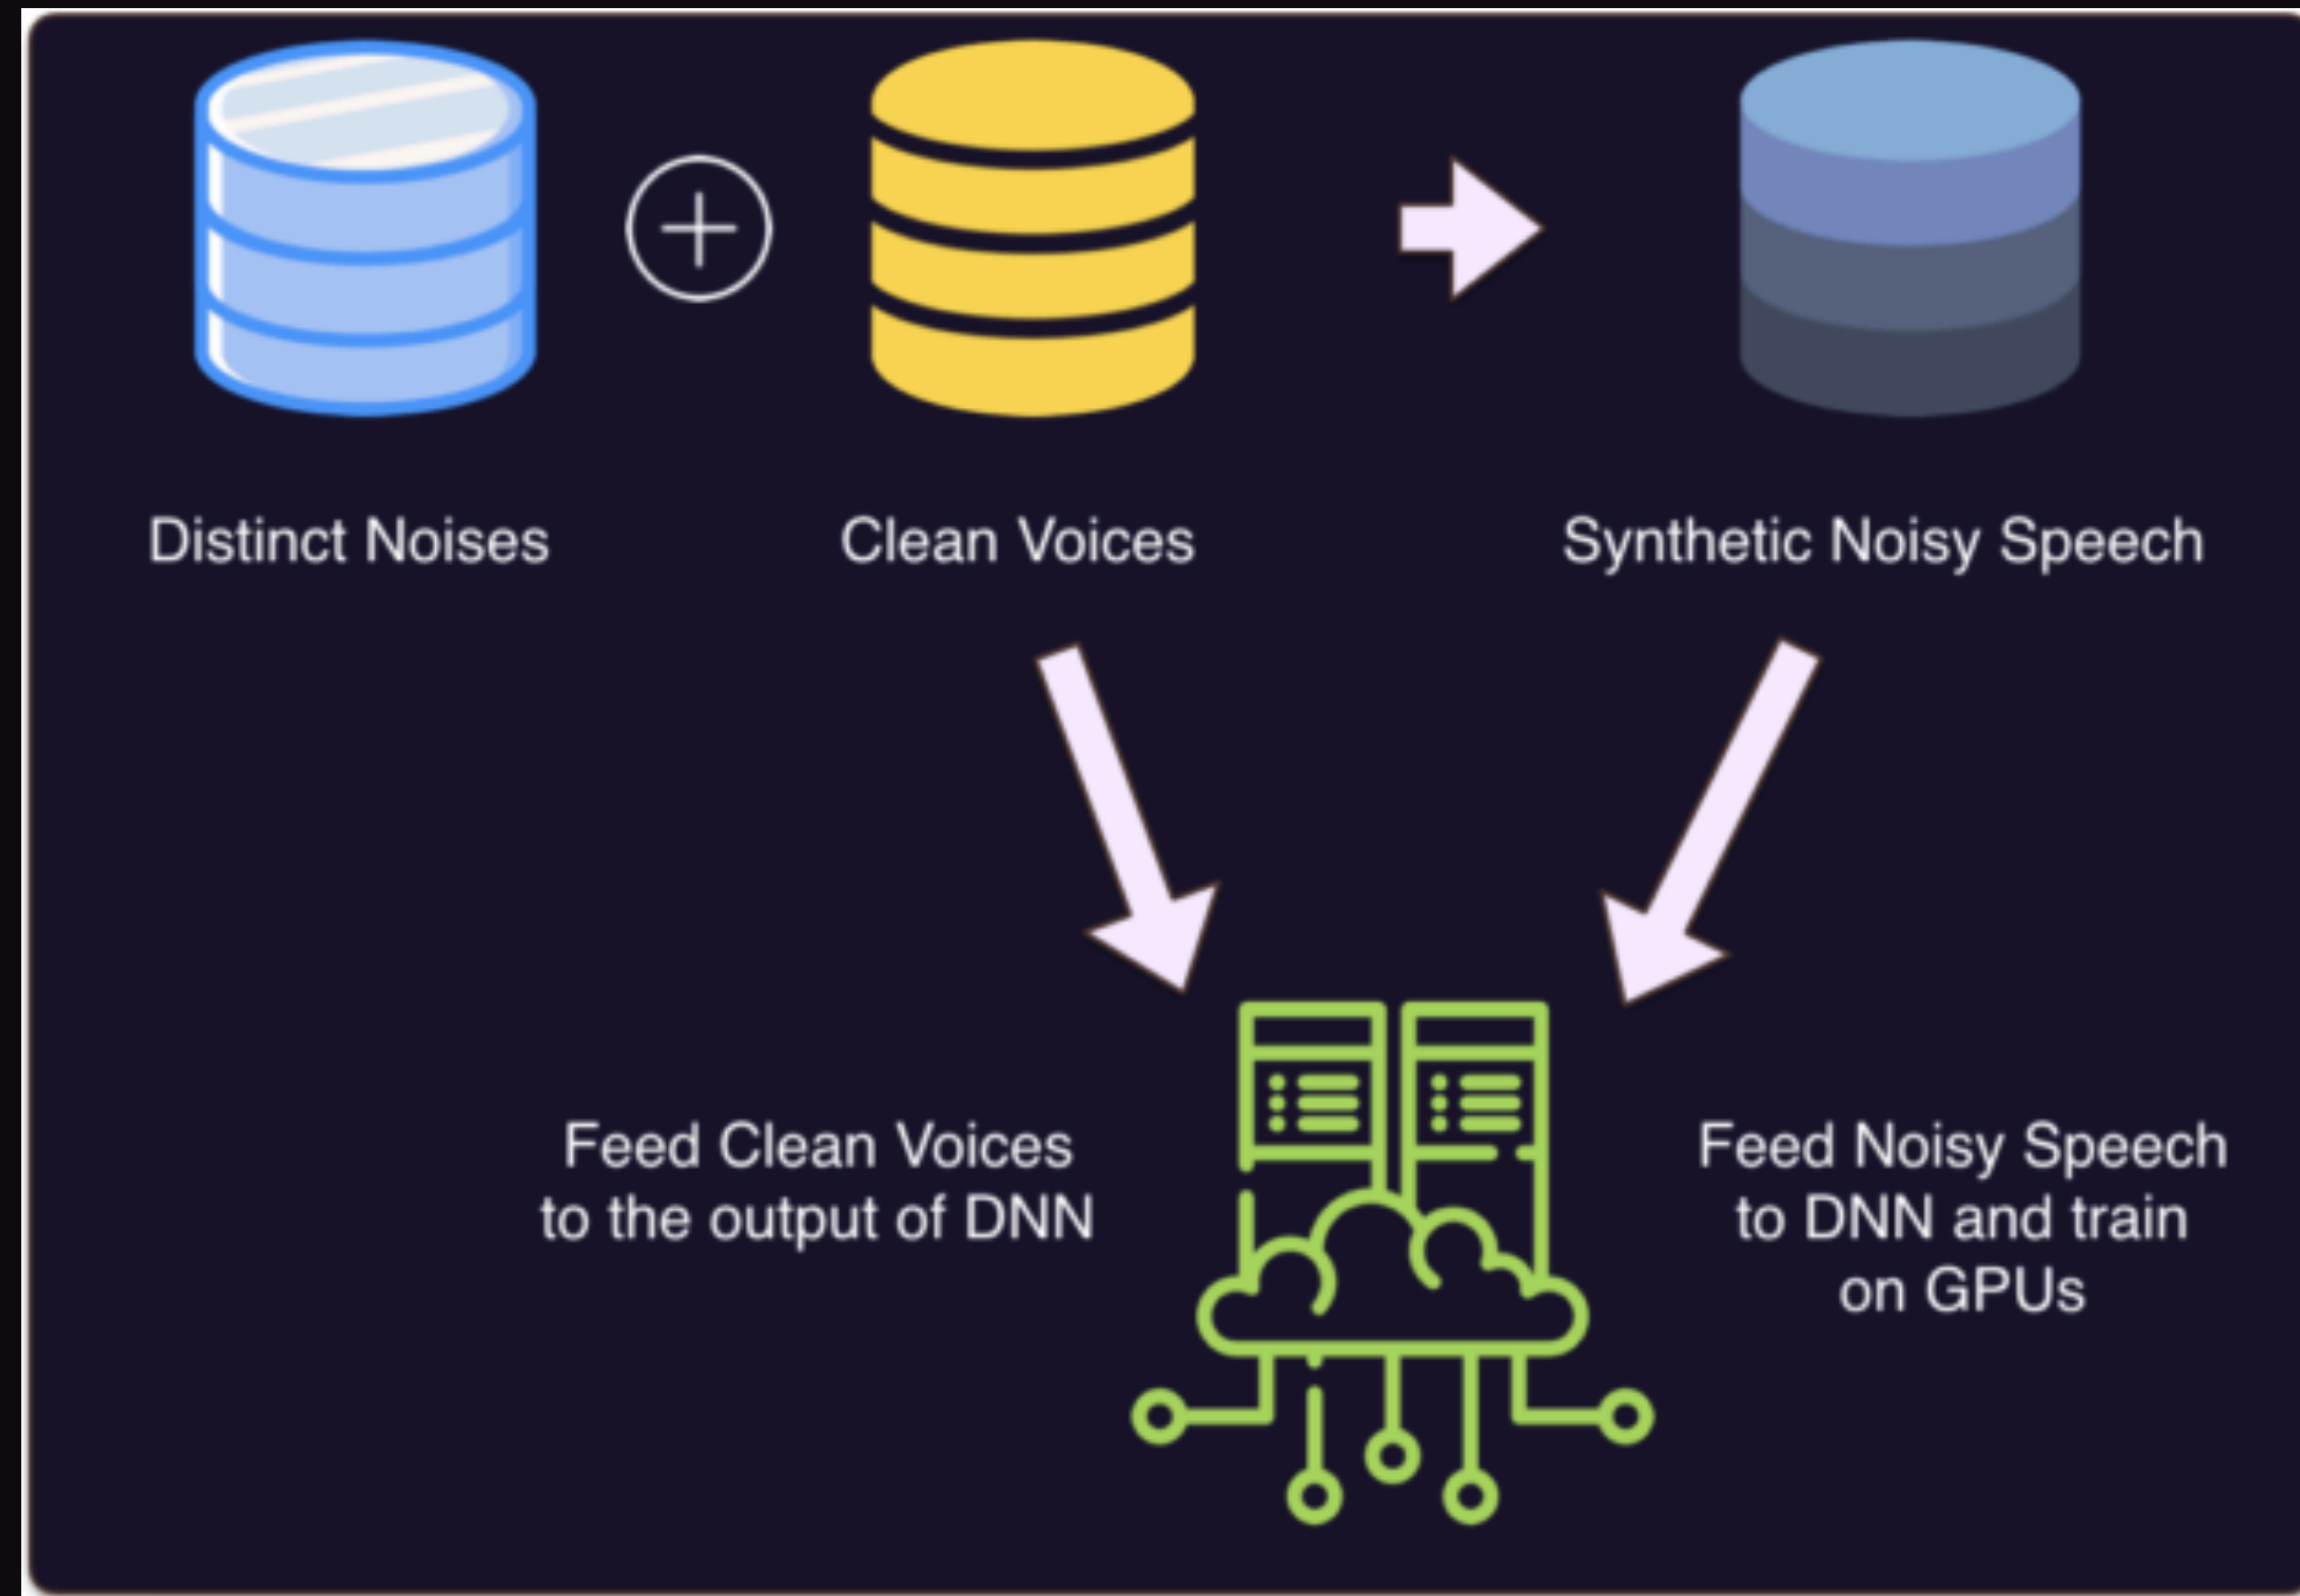 Distinct Noises
Clean Voices
Synthetic Noisy Speech
Feed Clean Voices
to the output of DNN
Feed Noisy Speech
to DNN and train
on GPUs